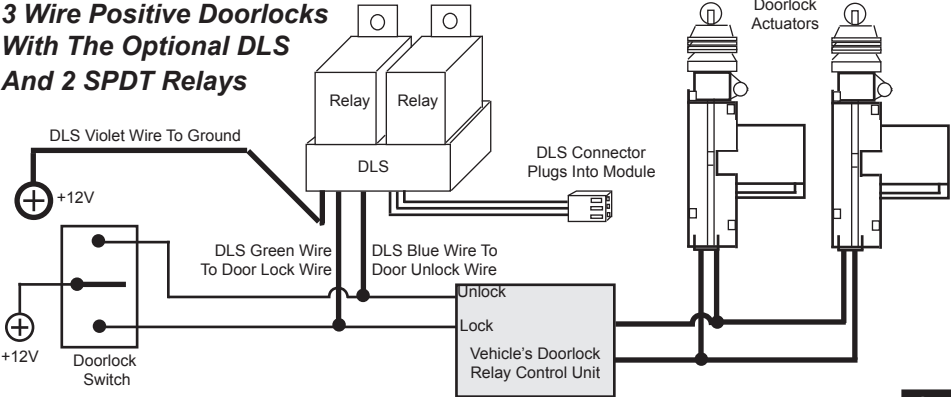 3 Wire Positive Doorlocks
With The Optional DLS
And 2 SPDT Relays
Doorlock
Actuators
Relay
Relay
DLS
DLS Violet Wire To Ground
+12V
DLS Connector
Plugs Into Module
DLS Green Wire
To Door Lock Wire
DLS Blue Wire To
Door Unlock Wire
Unlock
Lock
Vehicle's Doorlock
Relay Control Unit
+12V
Doorlock
Switch